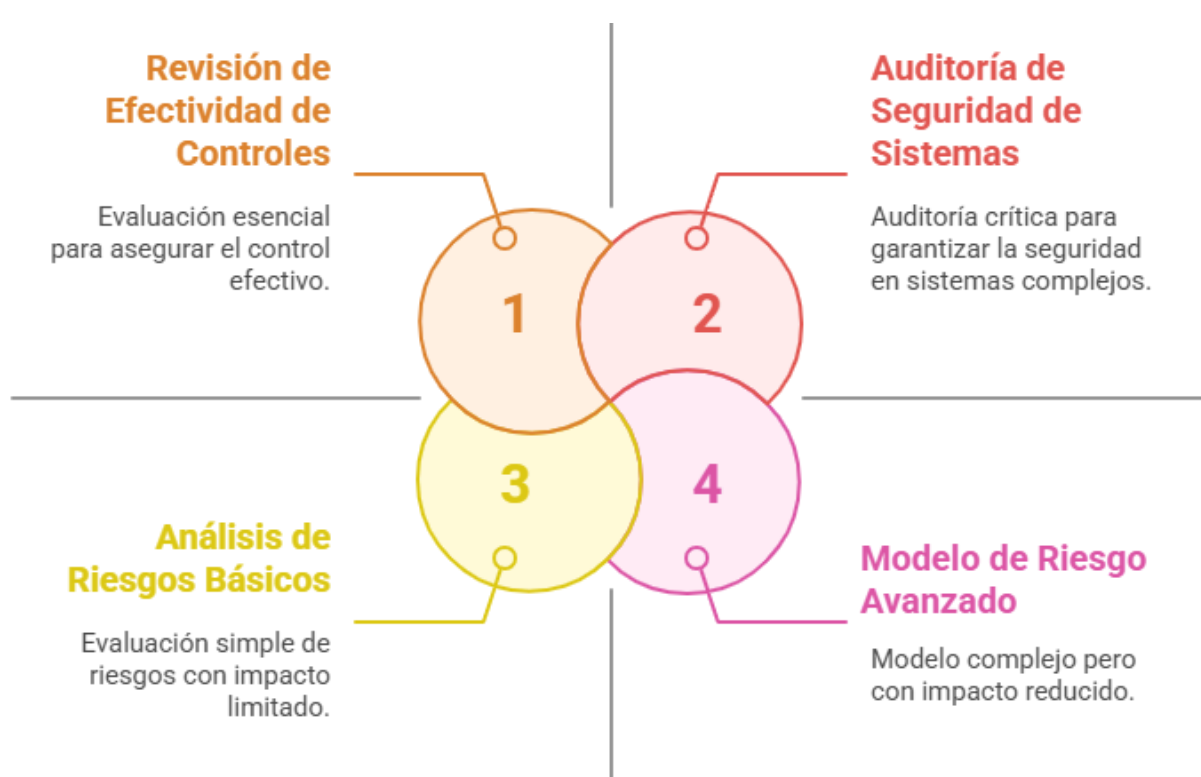 Revisión de
Efectividad de
Controles
Evaluación esencial
para asegurar el control
efectivo.
Auditoría de
Seguridad de
Sistemas
Auditoría crítica para
garantizar la seguridad
en sistemas complejos.
1
2
3
4
Análisis de
Riesgos Básicos
Evaluación simple de
riesgos con impacto
limitado.
Modelo de Riesgo
Avanzado
Modelo complejo pero
con impacto reducido.